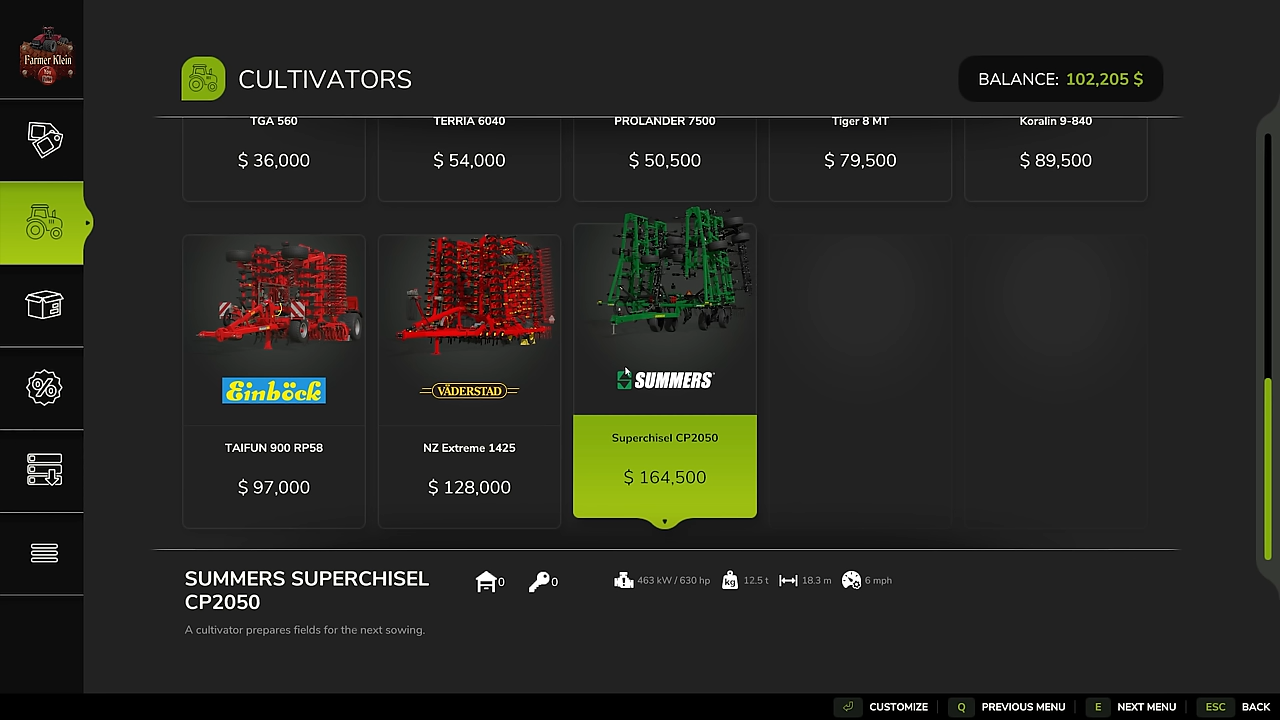 Farmer Klein
You
CULTIVATORS
BALANCE: 102,205 $
TGA 560
TERRIA 6040
PROLANDER 7500
Tiger 8 MT
Koralin 9-840
$ 36,000
$ 54,000
$ 50,500
$ 79,500
$ 89,500
Einböck
VÄDERSTAD
SUMMERS
TAIFUN 900 RP58
NZ Extreme 1425
Superchisel CP2050
$ 97,000
$ 128,000
$ 164,500
SUMMERS SUPERCHISEL
CP2050
0
0
463 kW / 630 hp
kg
12.5 t
18.3 m
6 mph
A cultivator prepares fields for the next sowing.
CUSTOMIZE
Q PREVIOUS MENU
E NEXT MENU
ESC BACK